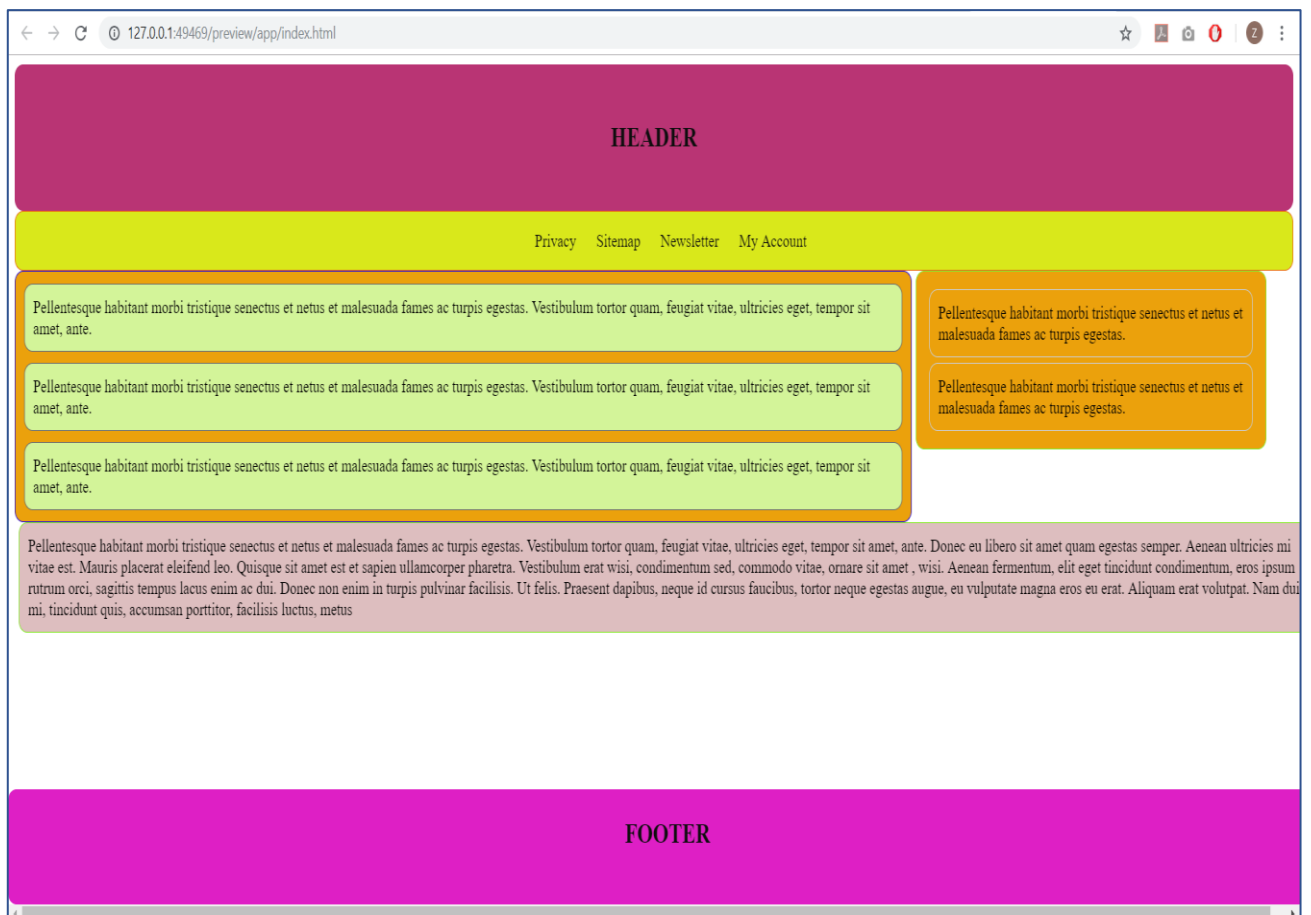 127.0.0.1:49469/preview/app/index.html
Z
HEADER
Privacy Sitemap Newsletter My Account
Pellentesque habitant morbi tristique senectus et netus et malesuada fames ac turpis egestas. Vestibulum tortor quam, feugiat vitae, ultricies eget, tempor sit
amet, ante.
Pellentesque habitant morbi tristique senectus et netus et malesuada fames ac turpis egestas. Vestibulum tortor quam, feugiat vitae, ultricies eget, tempor sit
amet, ante.
Pellentesque habitant morbi tristique senectus et netus et malesuada fames ac turpis egestas. Vestibulum tortor quam, feugiat vitae, ultricies eget, tempor sit
amet, ante.
Pellentesque habitant morbi tristique senectus et netus et
malesuada fames ac turpis egestas.
Pellentesque habitant morbi tristique senectus et netus et
malesuada fames ac turpis egestas.
Pellentesque habitant morbi tristique senectus et netus et malesuada fames ac turpis egestas. Vestibulum tortor quam, feugiat vitae, ultricies eget, tempor sit amet, ante. Donec eu libero sit amet quam egestas semper. Aenean ultricies mi
vitae est. Mauris placerat eleifend leo. Quisque sit amet est et sapien ullamcorper pharetra. Vestibulum erat wisi, condimentum sed, commodo vitae, ornare sit amet , wisi. Aenean fermentum, elit eget tincidunt condimentum, eros ipsum
rutrum orci, sagittis tempus lacus enim ac dui. Donec non enim in turpis pulvinar facilisis. Ut felis. Praesent dapibus, neque id cursus faucibus, tortor neque egestas augue, eu vulputate magna eros eu erat. Aliquam erat volutpat. Nam dui
mi, tincidunt quis, accumsan porttitor, facilisis luctus, metus
FOOTER